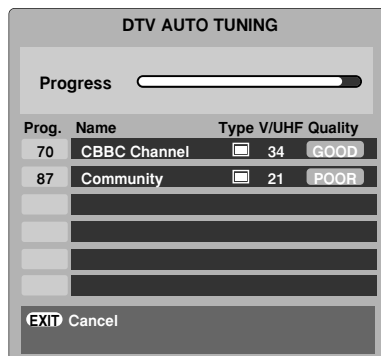 DTV AUTO TUNING
Progress
Prog. Name Type V/UHF Quality
70 CBBC Channel 34 GOOD
87 Community 21 POOR
EXIT Cancel